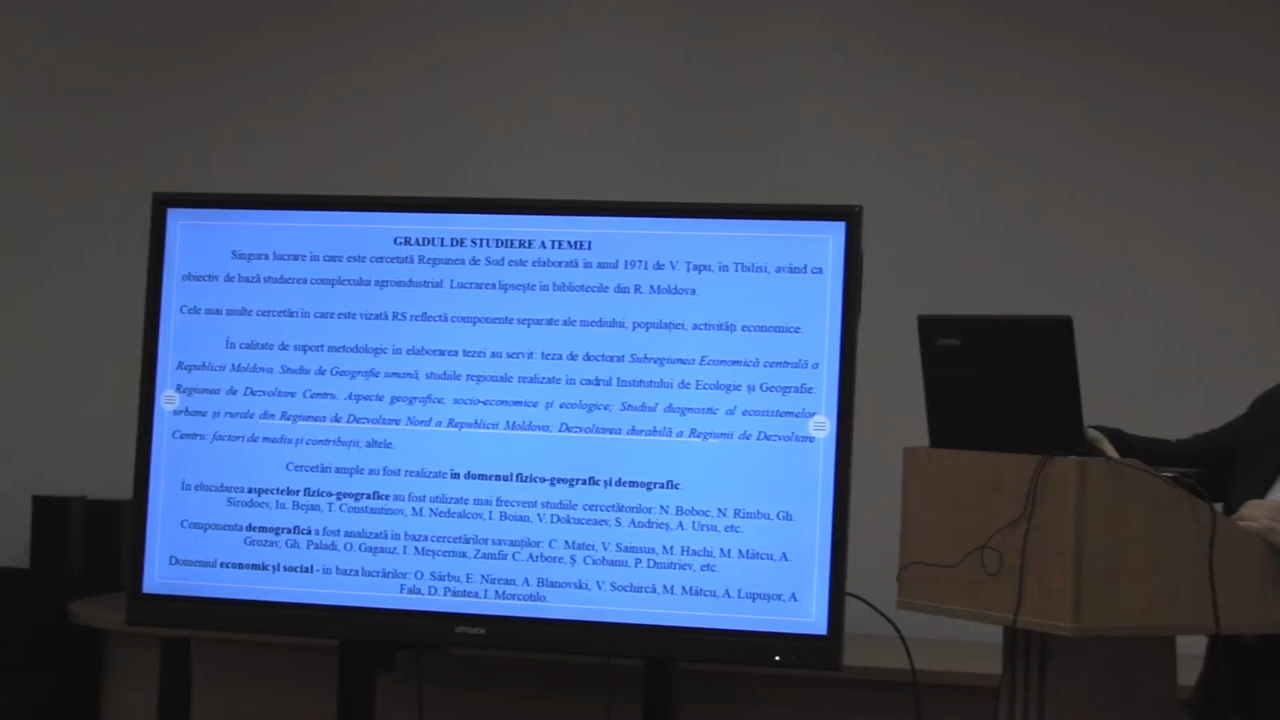 GRADUL DE STUDIERE A TEMEI
Singura lucrare în care este cercetată Regiunea de Sud este elaborată în anul 1971 de V. Țapu, în Tbilisi, având ca
obiectiv de bază studierea complexului agroindustrial. Lucrarea lipsește în bibliotecile din R. Moldova.
Cele mai multe cercetări în care este vizată RS reflectă componente separate ale mediului, populației, activități economice.
În calitate de suport metodologic în elaborarea tezei au servit: teza de doctorat Subregiunea Economică centrală a
Republicii Moldova. Studiu de Geografie umană, studiile regionale realizate în cadrul Institutului de Ecologie și Geografie:
Regiunea de Dezvoltare Centru. Aspecte geografice, socio-economice și ecologice; Studiul diagnostic al ecosistemelor
urbane și rurale din Regiunea de Dezvoltare Nord a Republicii Moldova; Dezvoltarea durabilă a Regiunii de Dezvoltare
Centru: factori de mediu și contribuții; altele.
Cercetări ample au fost realizate în domenul fizico-geografic și demografic.
În elucidarea aspectelor fizico-geografice au fost utilizate mai frecvent studiile cercetătorilor: N. Boboc, N. Rîmbu, Gh.
Sirodoev, Iu. Bejan, T. Constantinov, M. Nedealcov, I. Boian, V. Dokuceaev, S. Andrieș, A. Ursu, etc.
Componenta demografică a fost analizată în baza cercetărilor savanților: C. Matei, V. Sainsus, M. Hachi, M. Mâtcu, A.
Grozav, Gh. Paladi, O. Gagauz, I. Meșceriuk, Zamfir C. Arbore, Ș. Ciobanu, P. Dmitriev, etc.
Domeniul economic și social - în baza lucrărilor: O. Sârbu, E. Nirean, A. Blanovski, V. Sochircă, M. Mâtcu, A. Lupușor, A.
Fala, D. Pântea, I. Morcotilo.
UTOUCH